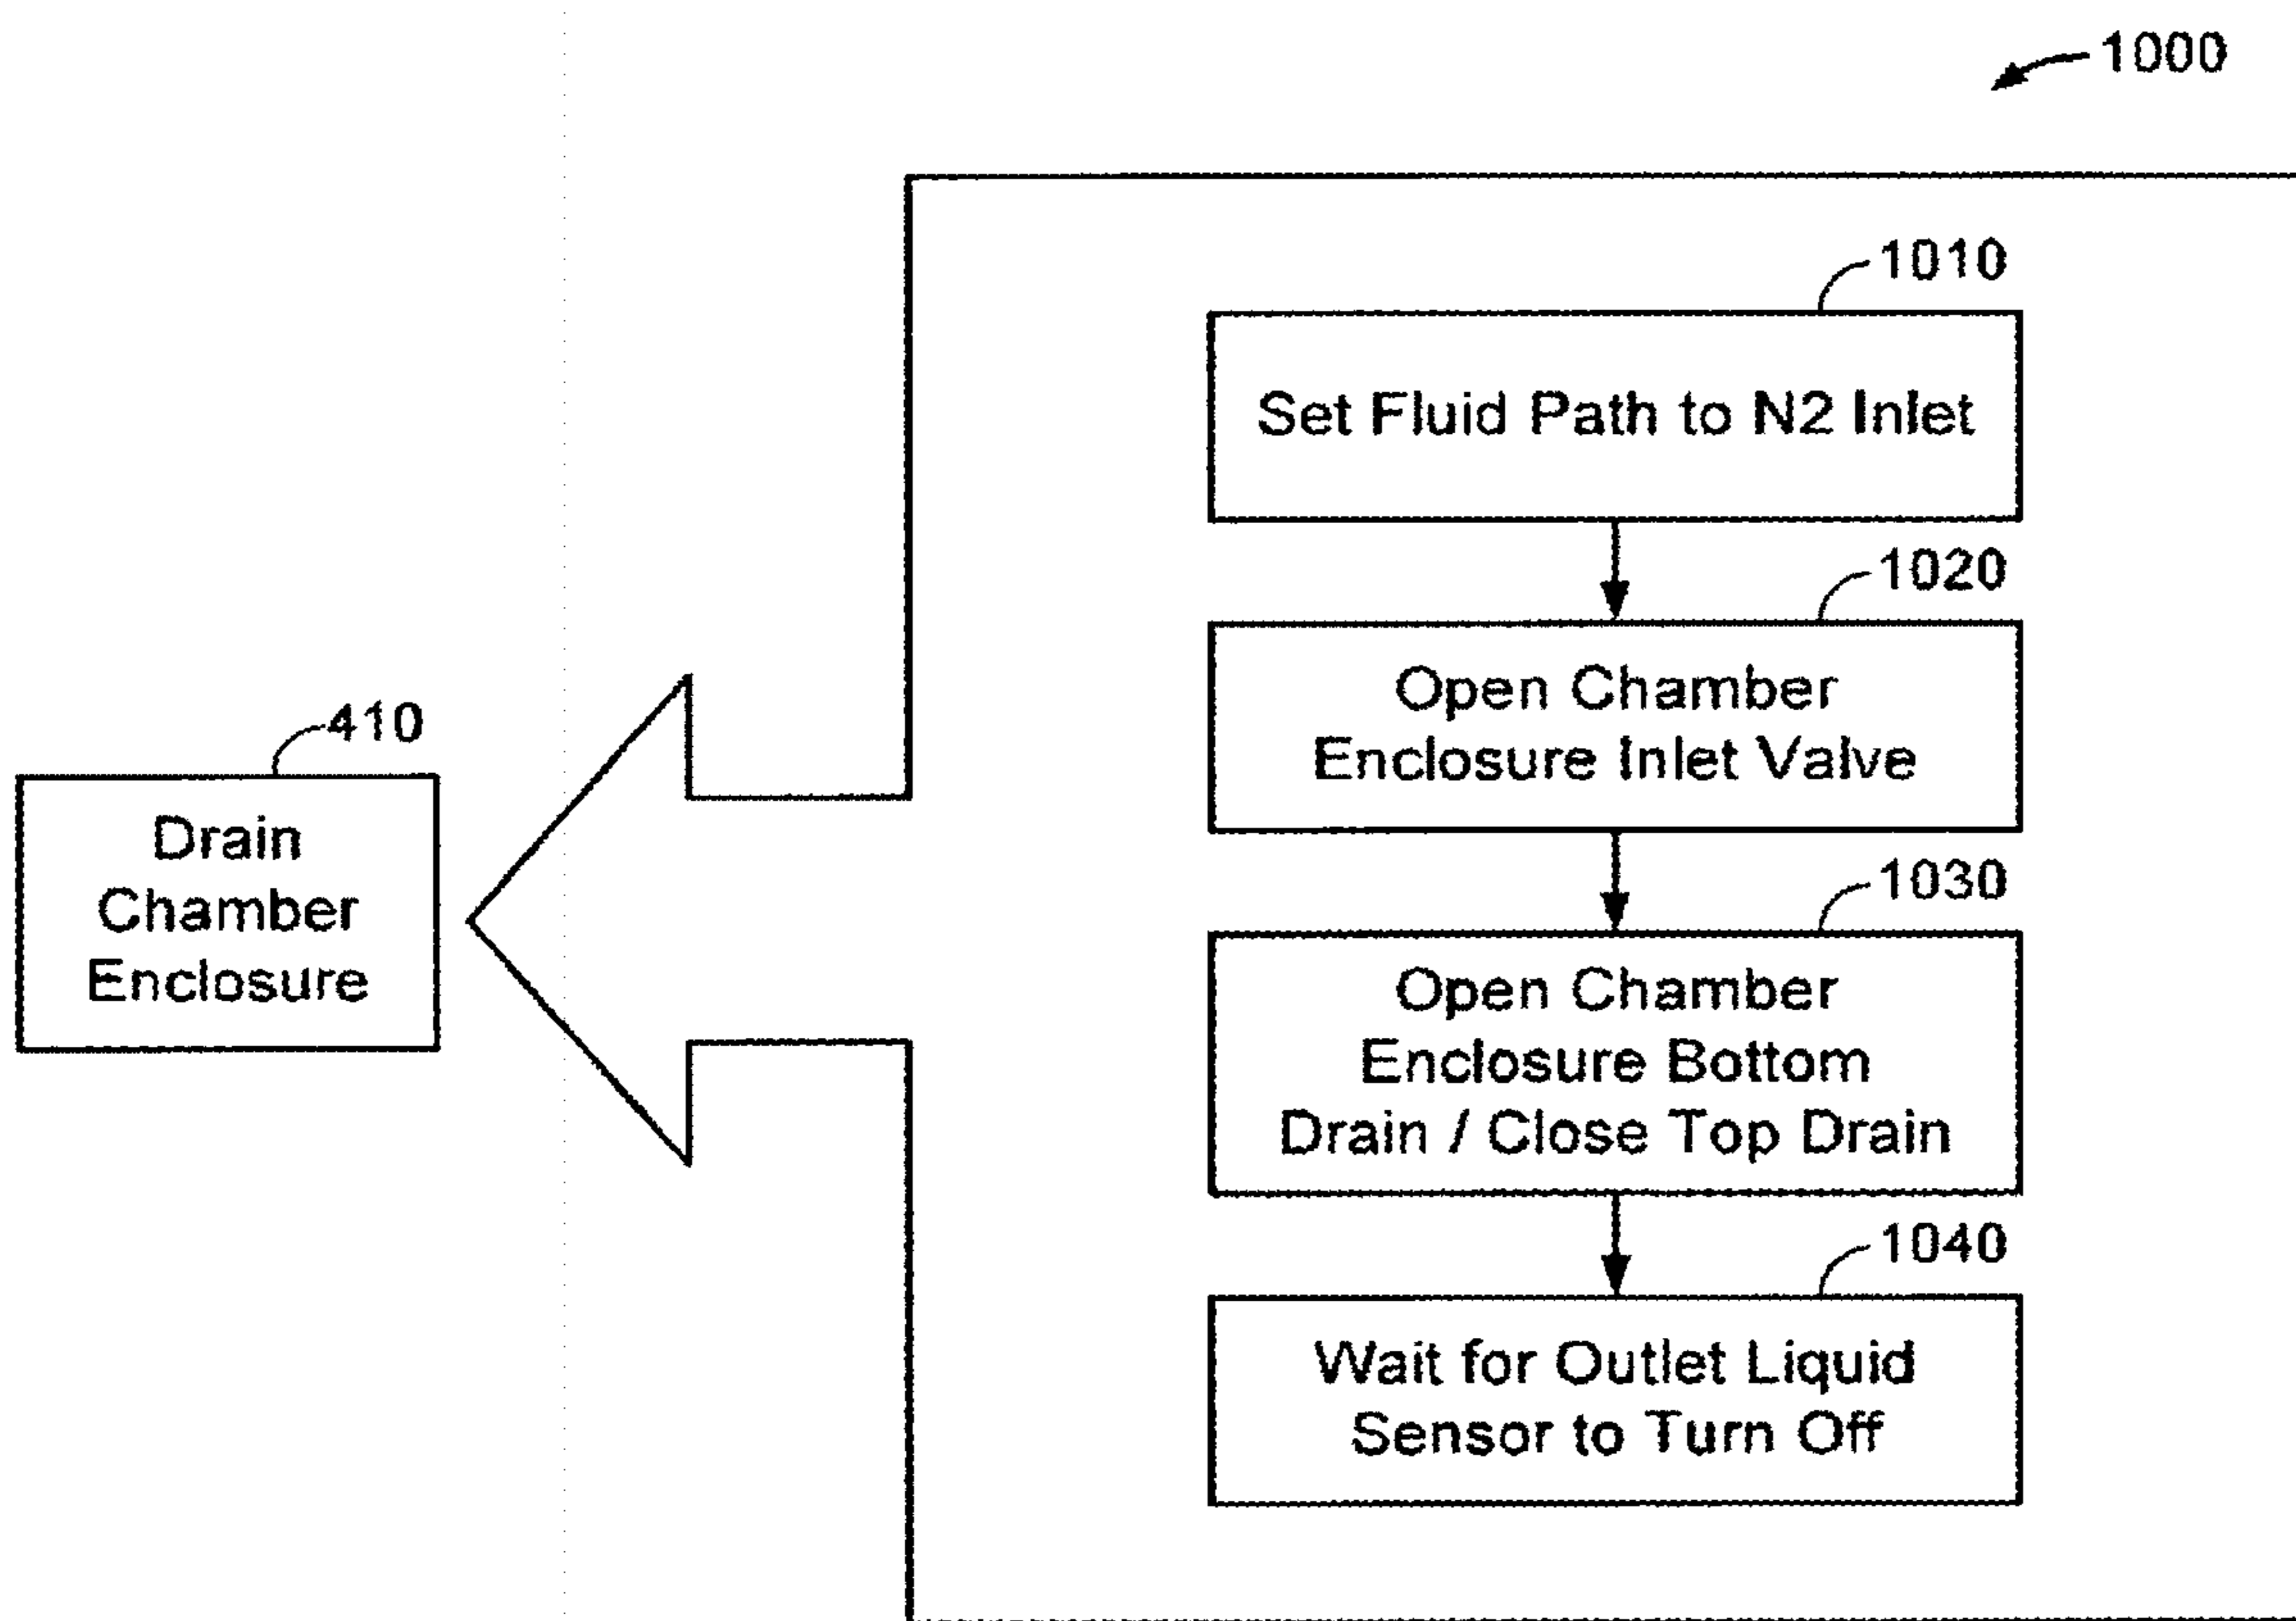 1000
1010
Set Fluid Path to N2 Inlet
1020
Open Chamber
Enclosure Inlet Valve
410
Drain
Chamber
Enclosure
1030
Open Chamber
Enclosure Bottom
Drain / Close Top Drain
1040
Wait for Outlet Liquid
Sensor to Turn Off